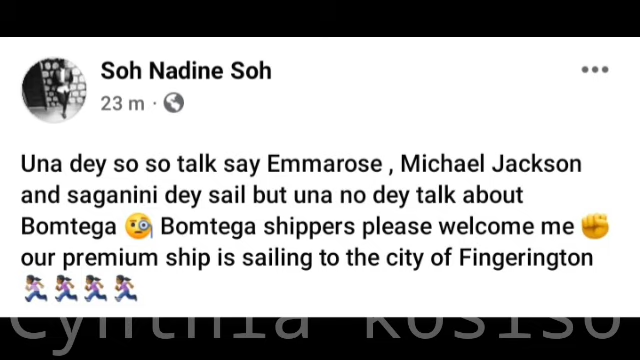 Soh Nadine Soh
23 m ·
Una dey so so talk say Emmarose , Michael Jackson
and saganini dey sail but una no dey talk about
Bomtega 🧐 Bomtega shippers please welcome me ✊
our premium ship is sailing to the city of Fingerington
🏃🏾‍♀️🏃🏾‍♀️🏃🏾‍♀️🏃🏾‍♀️
Cynthia Kosiso